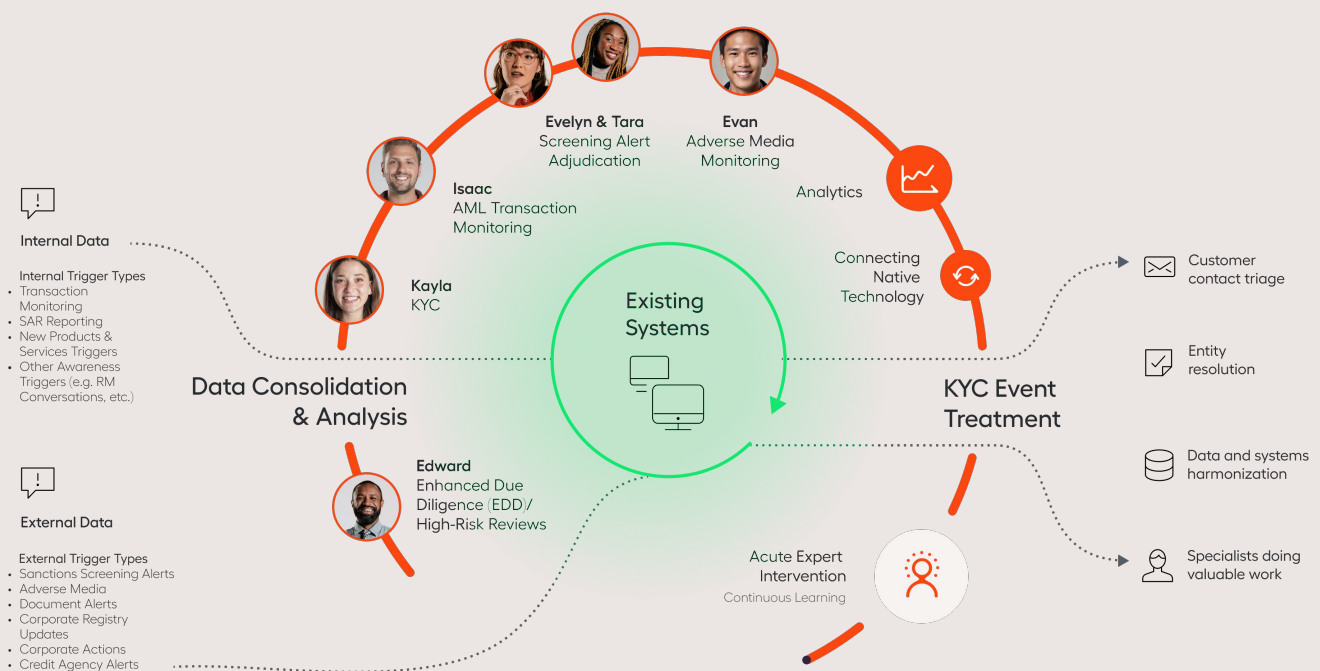 Evelyn & Tara
Screening Alert
Adjudication
Evan
Adverse Media
Monitoring
Isaac
AML Transaction
Monitoring
Analytics
Kayla
KYC
Connecting
Native
Technology
Existing
Systems
Internal Data
Internal Trigger Types
• Transaction
Monitoring
• SAR Reporting
• New Products &
Services Triggers
• Other Awareness
Triggers (e.g. RM
Conversations, etc.)
Data Consolidation
& Analysis
KYC Event
Treatment
Customer
contact triage
Entity
resolution
Data and systems
harmonization
Specialists doing
valuable work
Edward
Enhanced Due
Diligence (EDD)/
High-Risk Reviews
External Data
External Trigger Types
• Sanctions Screening Alerts
• Adverse Media
• Document Alerts
• Corporate Registry
Updates
• Corporate Actions
• Credit Agency Alerts
Acute Expert
Intervention
Continuous Learning